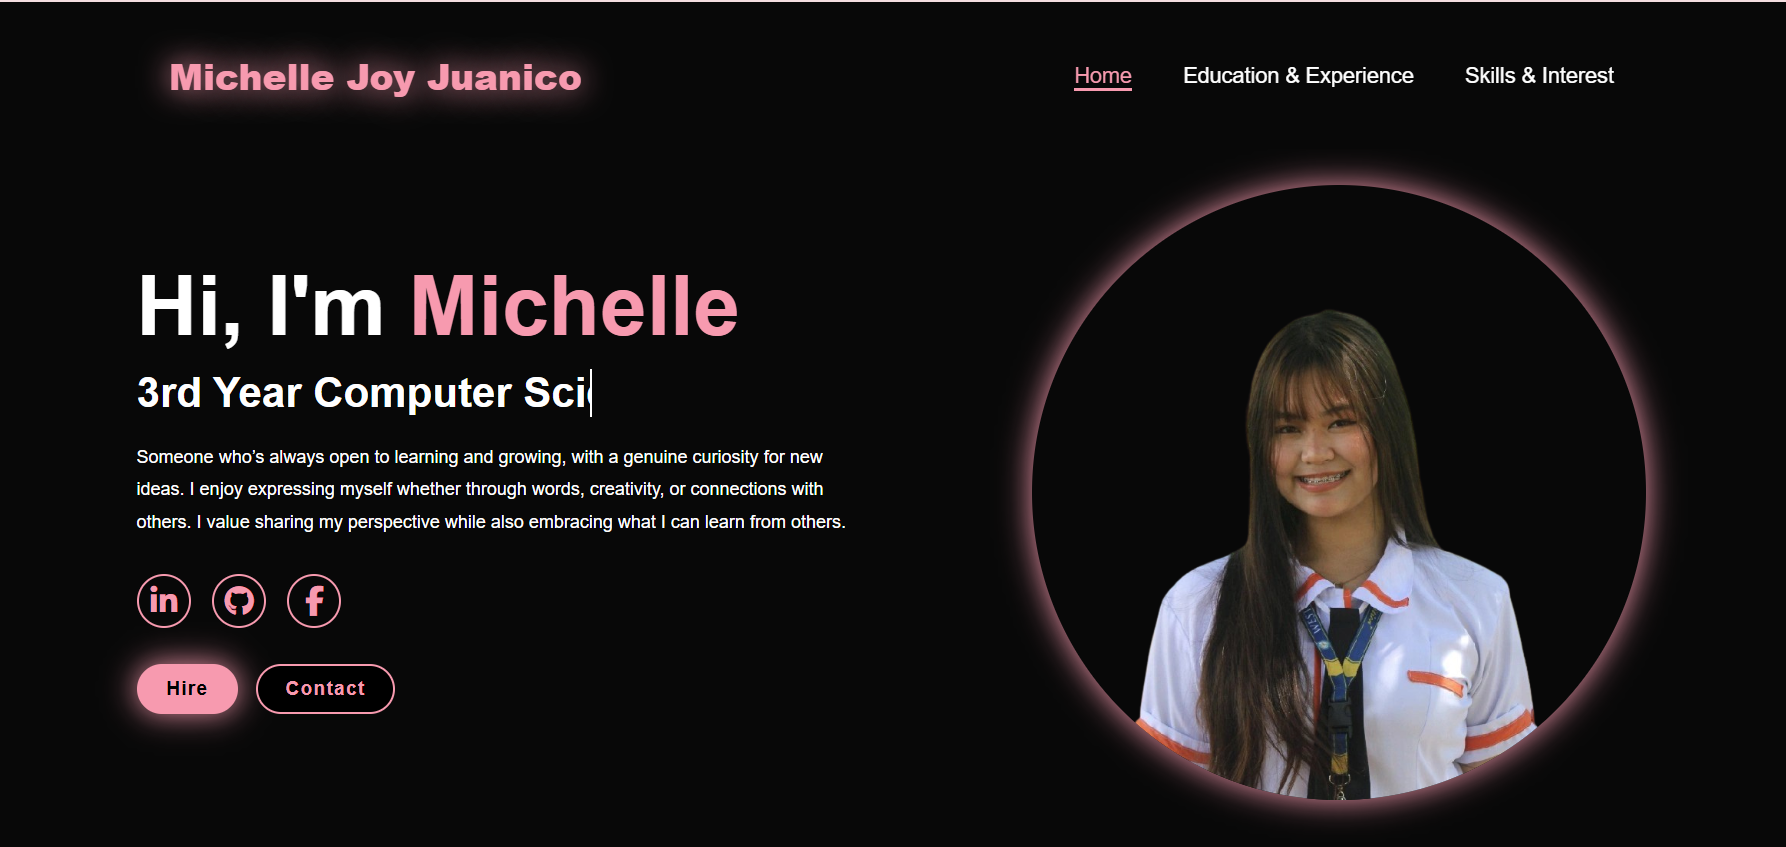 Michelle Joy Juanico
Home Education & Experience Skills & Interest
Hi, I'm Michelle
3rd Year Computer Sci
Someone who’s always open to learning and growing, with a genuine curiosity for new
ideas. I enjoy expressing myself whether through words, creativity, or connections with
others. I value sharing my perspective while also embracing what I can learn from others.
in
Hire Contact
WEST